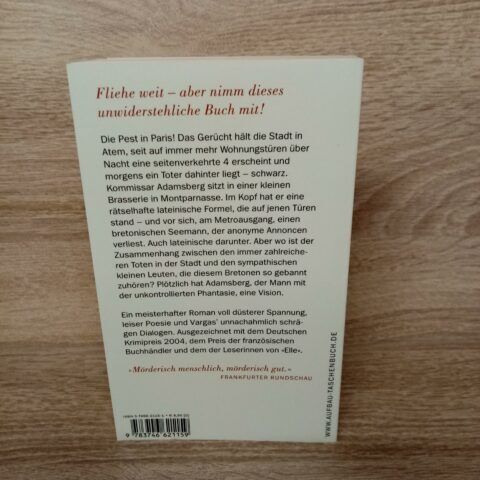 Fliehe weit – aber nimm dieses
unwiderstehliche Buch mit!
Die Pest in Paris! Das Gerücht hält die Stadt in
Atem, seit auf immer mehr Wohnungstüren über
Nacht eine seitenverkehrte 4 erscheint und
morgens ein Toter dahinter liegt – schwarz.
Kommissar Adamsberg sitzt in einer kleinen
Brasserie in Montparnasse. Im Kopf hat er eine
rätselhafte lateinische Formel, die auf jenen Türen
stand – und vor sich, am Metroausgang, einen
bretonischen Seemann, der anonyme Annoncen
verliest. Auch lateinische darunter. Aber wo ist der
Zusammenhang zwischen den immer zahlreiche-
ren Toten in der Stadt und den sympathischen
kleinen Leuten, die diesem Bretonen so gebannt
zuhören? Plötzlich hat Adamsberg, der Mann mit
der unkontrollierten Phantasie, eine Vision.
Ein meisterhafter Roman voll düsterer Spannung,
leiser Poesie und Vargas' unnachahmlich schrä-
gen Dialogen. Ausgezeichnet mit dem Deutschen
Krimipreis 2004, dem Preis der französischen
Buchhändler und dem der Leserinnen von »Elle«.
»Mörderisch menschlich, mörderisch gut.«
FRANKFURTER RUNDSCHAU
WWW.AUFBAU-TASCHENBUCH.DE
9 783746 621159